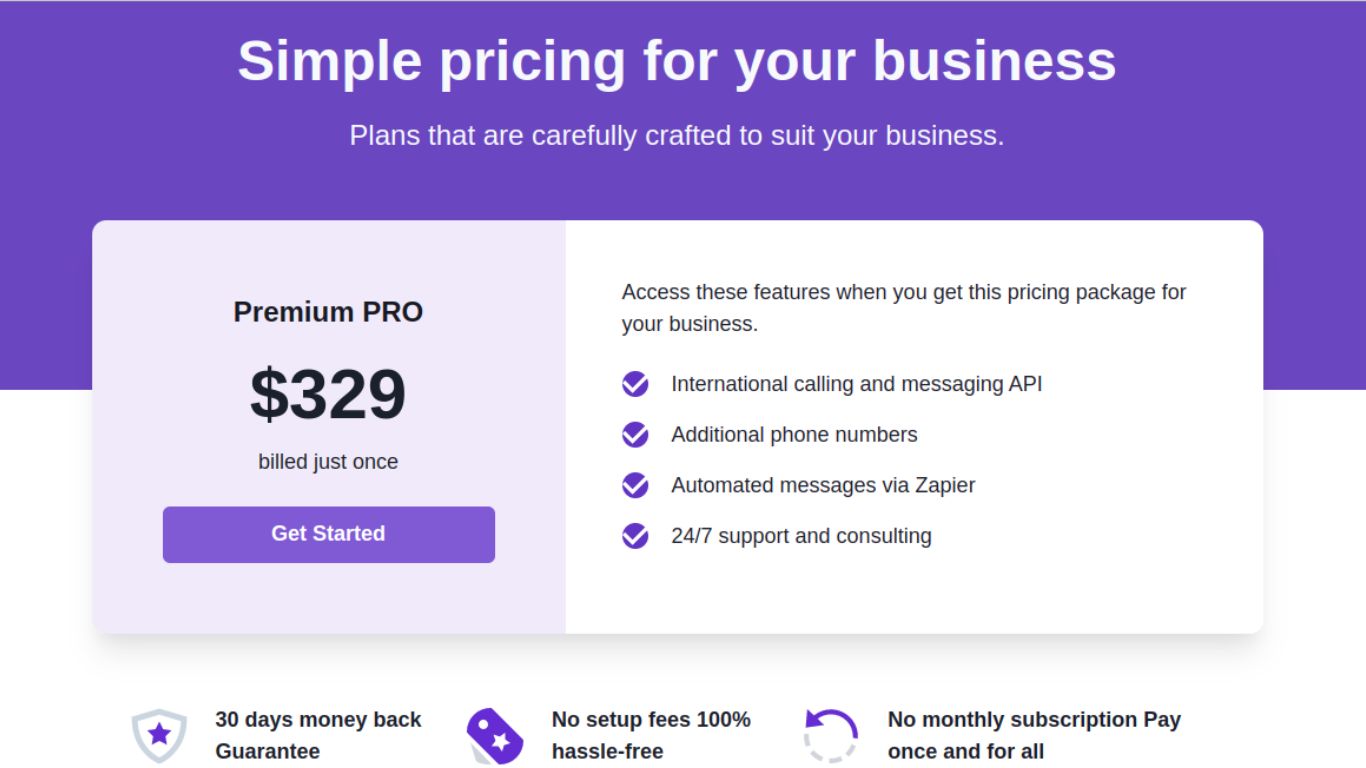 Simple pricing for your business
Plans that are carefully crafted to suit your business.
Premium PRO
$329
billed just once
Get Started
Access these features when you get this pricing package for
your business.
International calling and messaging API
Additional phone numbers
Automated messages via Zapier
24/7 support and consulting
30 days money back
Guarantee
No setup fees 100%
hassle-free
No monthly subscription Pay
once and for all